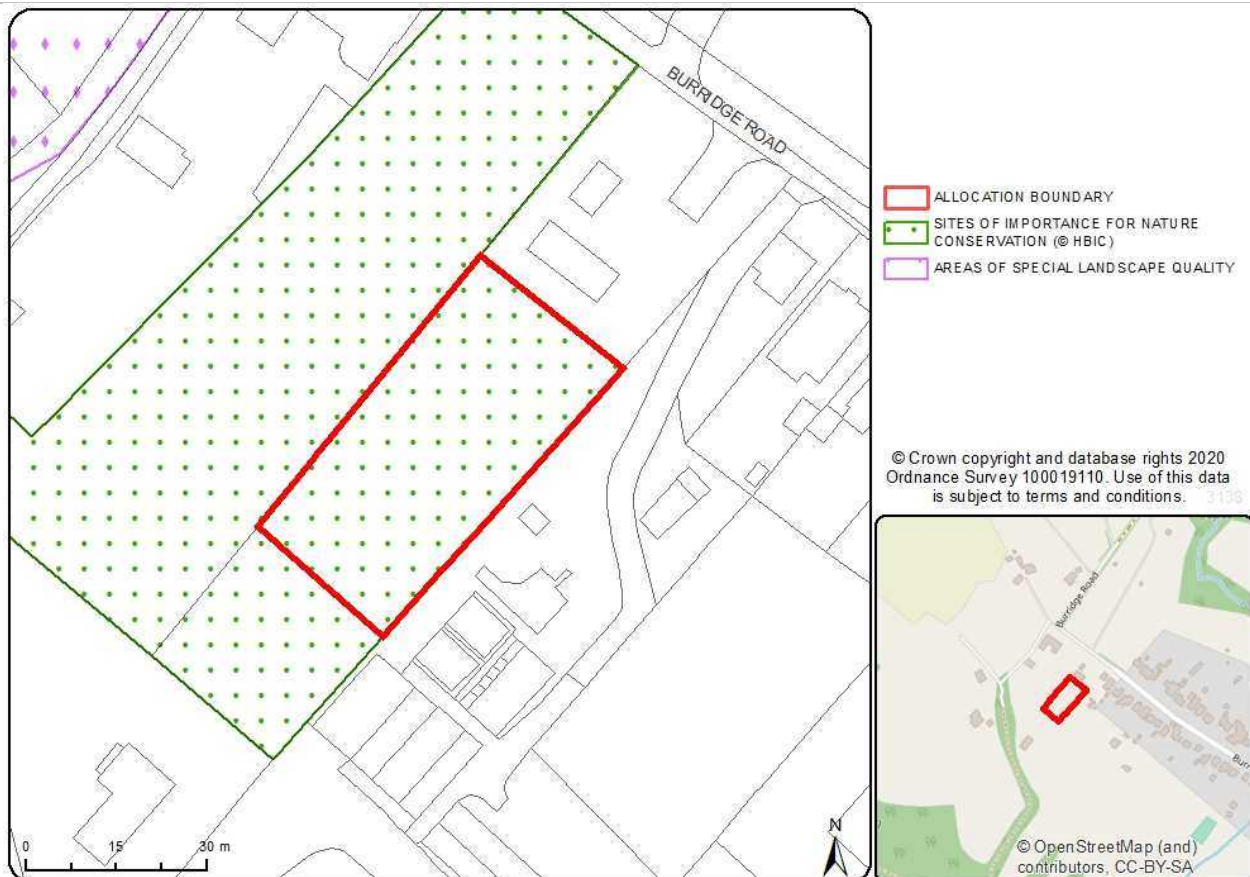 BURRIDGE ROAD
ALLOCATION BOUNDARY
SITES OF IMPORTANCE FOR NATURE
CONSERVATION (© HBIC)
AREAS OF SPECIAL LANDSCAPE QUALITY
© Crown copyright and database rights 2020
Ordnance Survey 100019110. Use of this data
is subject to terms and conditions. 3138
0 15 30 m
N
Burridge Road
Burr
© OpenStreetMap (and)
contributors, CC-BY-SA